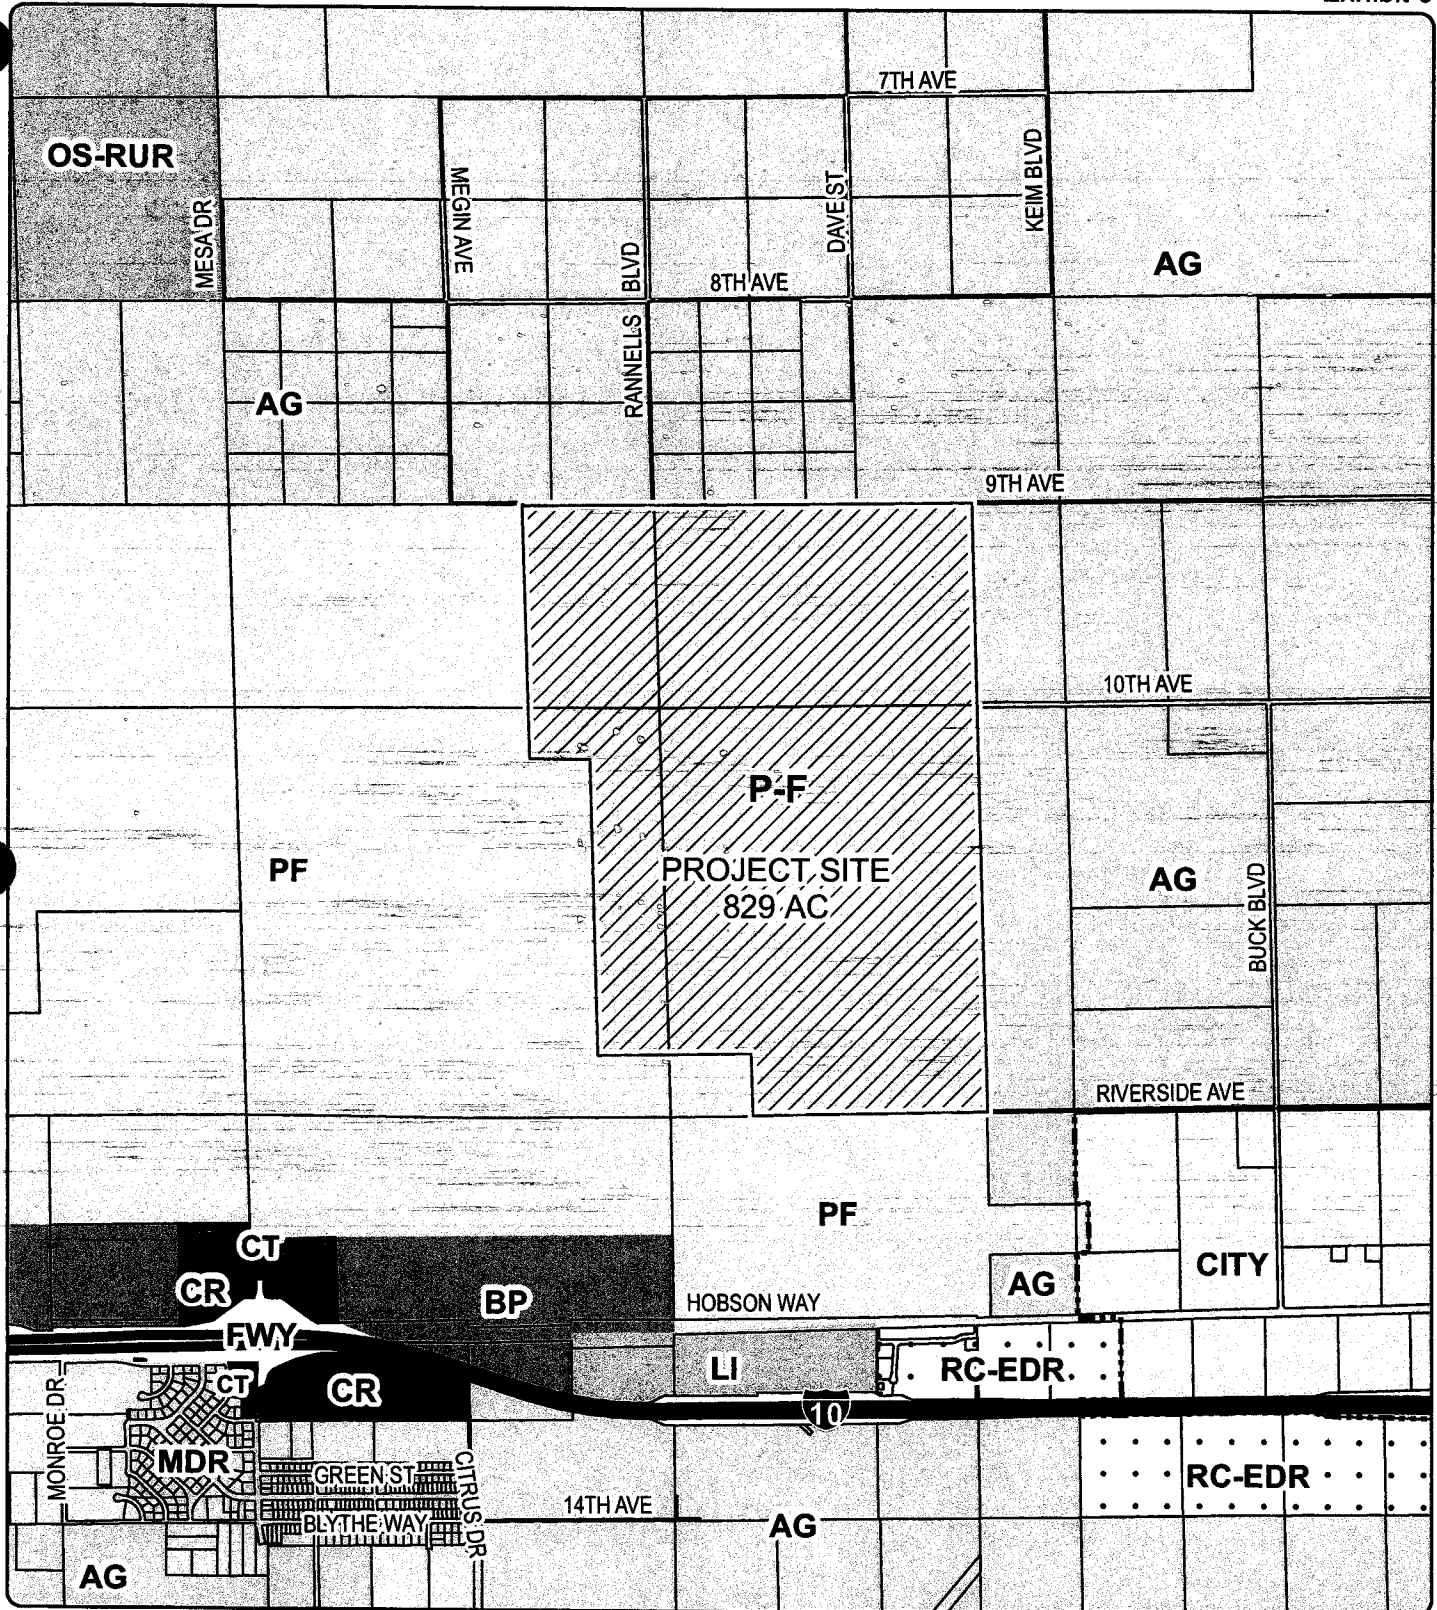 7TH AVE
OS-RUR
MESA DR
MEGIN AVE
BLVD
DAVE ST
KEIM BLVD
AG
8TH AVE
RANNELLS
AG
9TH AVE
10TH AVE
P-F
PF
PROJECT SITE
829 AC
AG
BUCK BLVD
RIVERSIDE AVE
PF
CT
CR
BP
HOBSON WAY
AG
CITY
FWY
LI
RC-EDR
CT
CR
10
MONROE DR
MDR
GREEN ST
CITRUS DR
RC-EDR
14TH AVE
BLYTHE WAY
AG
AG